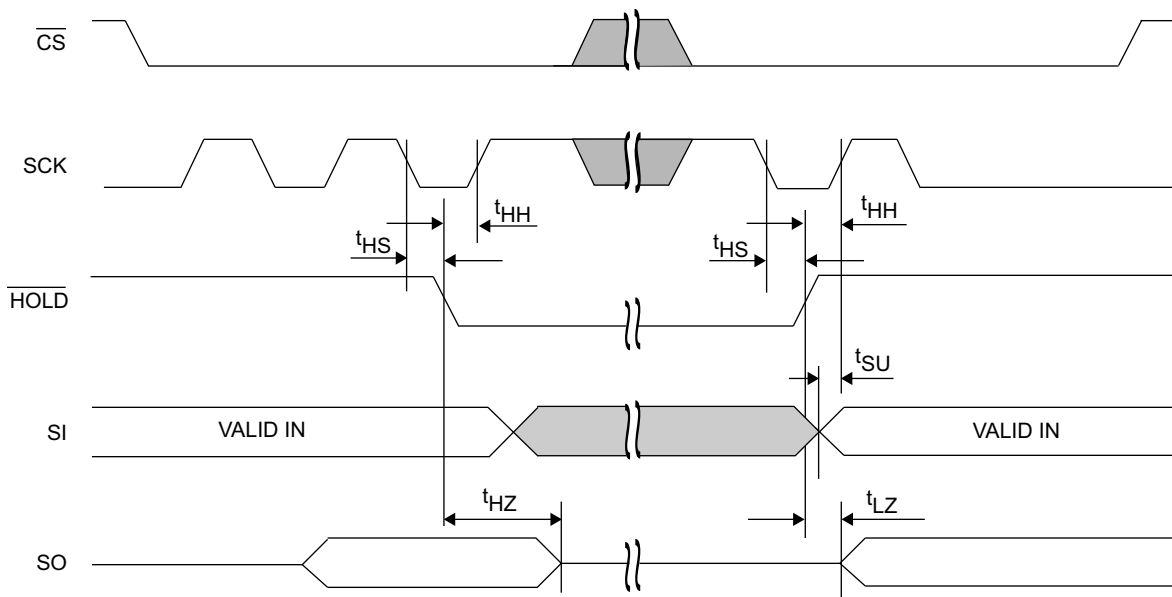 CS
SCK
tHH
tHH
tHS
tHS
HOLD
tSU
SI
VALID IN
VALID IN
tHZ
tLZ
SO